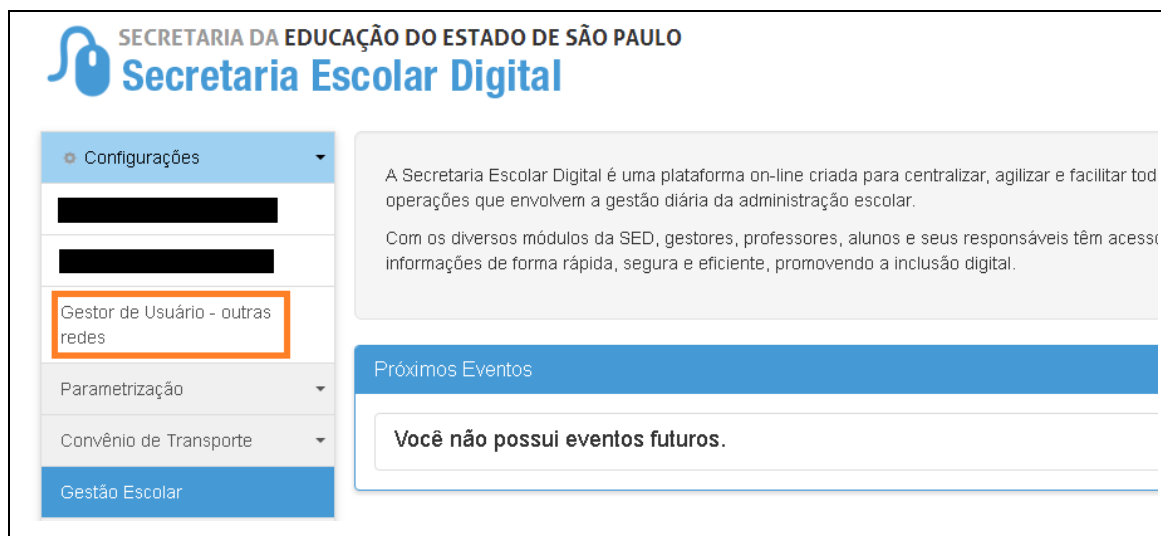 SECRETARIA DA EDUCAÇÃO DO ESTADO DE SÃO PAULO
Secretaria Escolar Digital
Configurações
Gestor de Usuário - outras
redes
Parametrização
Convênio de Transporte
Gestão Escolar
A Secretaria Escolar Digital é uma plataforma on-line criada para centralizar, agilizar e facilitar tod
operações que envolvem a gestão diária da administração escolar.
Com os diversos módulos da SED, gestores, professores, alunos e seus responsáveis têm acesso
informações de forma rápida, segura e eficiente, promovendo a inclusão digital.
Próximos Eventos
Você não possui eventos futuros.